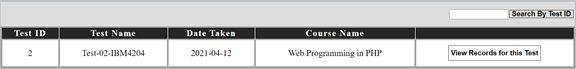 Search By Test ID
Test ID Test Name Date Taken Course Name
2 Test-02-IBM4204 2021-04-12 Web Programming in PHP View Records for this Test